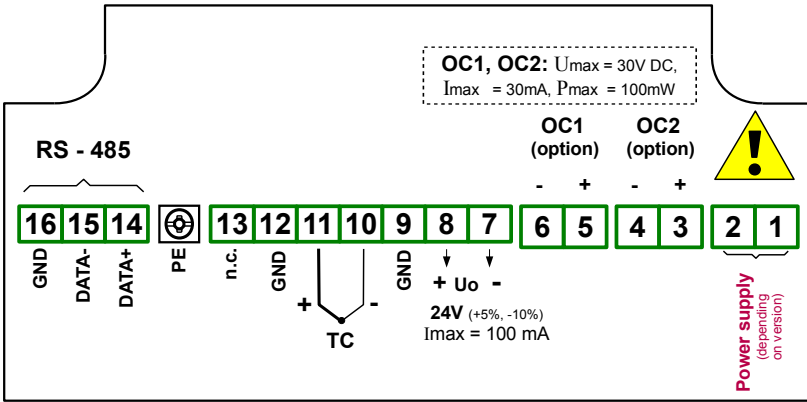 OC1, OC2: Umax = 30V DC,
Imax = 30mA, Pmax = 100mW
RS - 485
OC1
(option)
OC2
(option)
- +
- +
16 15 14
PE
13 12 11 10 9 8 7
6 5
4 3
2 1
GND
DATA-
DATA+
n.c.
GND
+ -
TC
GND
+ Uo -
24V (+5%, -10%)
Imax = 100 mA
Power supply
(depending
on version)